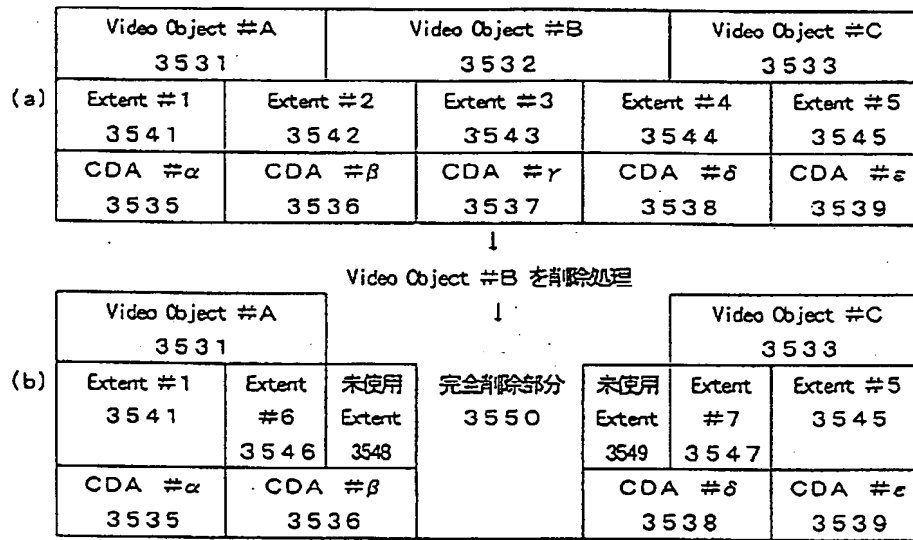 Video Object #A Video Object #B Video Object #C
3531 3532 3533
(a) Extent #1 Extent #2 Extent #3 Extent #4 Extent #5
3541 3542 3543 3544 3545
CDA #α CDA #β CDA #γ CDA #δ CDA #ε
3535 3536 3537 3538 3539
↓
Video Object #B を削除処理
↓
Video Object #A Video Object #C
3531 3533
(b) Extent #1 Extent 未使用 完全削除部分 未使用 Extent Extent #5
3541 #6 Extent 3550 Extent #7 3545
3546 3548 3549 3547
CDA #α CDA #β CDA #δ CDA #ε
3535 3536 3538 3539